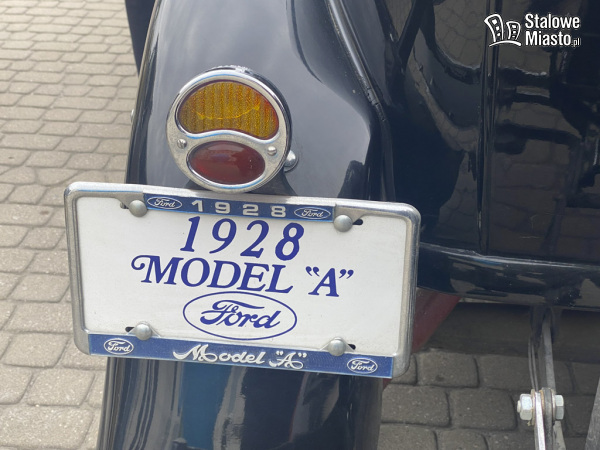 Stalowe
Miasto.pl
Ford 1928 Ford
1928
MODEL "A"
Ford
Ford Model "A" Ford